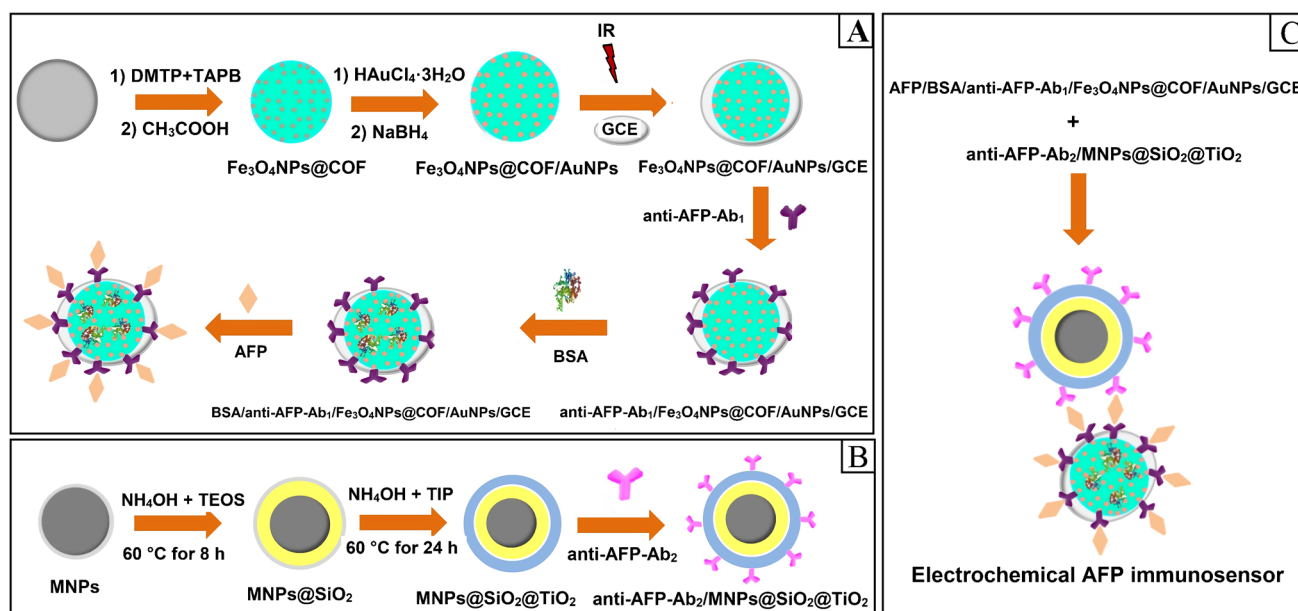 A
1) DMTP+TAPB
2) CH₃COOH
Fe₃O₄NPs@COF
1) HAuCl₄·3H₂O
2) NaBH₄
Fe₃O₄NPs@COF/AuNPs
IR
GCE
Fe₃O₄NPs@COF/AuNPs/GCE
anti-AFP-Ab₁
anti-AFP-Ab₁/Fe₃O₄NPs@COF/AuNPs/GCE
BSA
BSA/anti-AFP-Ab₁/Fe₃O₄NPs@COF/AuNPs/GCE
AFP
B
MNPs
NH₄OH + TEOS
60 °C for 8 h
MNPs@SiO₂
NH₄OH + TIP
60 °C for 24 h
MNPs@SiO₂@TiO₂
anti-AFP-Ab₂
anti-AFP-Ab₂/MNPs@SiO₂@TiO₂
C
AFP/BSA/anti-AFP-Ab₁/Fe₃O₄NPs@COF/AuNPs/GCE
+
anti-AFP-Ab₂/MNPs@SiO₂@TiO₂
Electrochemical AFP immunosensor